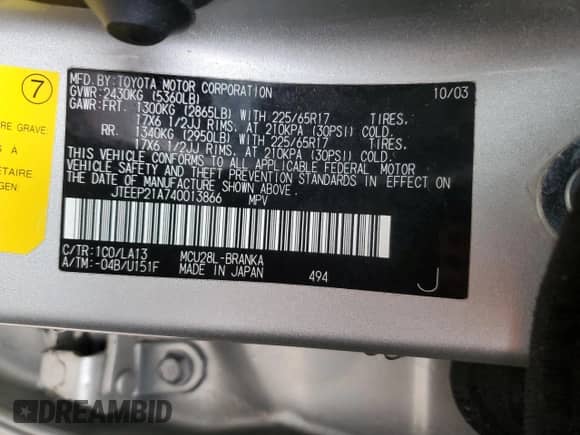 7
RE GRAVE
S À
ÉTAIRE
GEN.
MFD.BY:TOYOTA MOTOR CORPORATION 10/03
GVWR:2430KG (5360LB)
GAWR:FRT. 1300KG (2865LB) WITH 225/65R17 TIRES.
17X6 1/2JJ RIMS. AT 210KPA (30PSI) COLD.
RR. 1340KG (2950LB) WITH 225/65R17 TIRES.
17X6 1/2JJ RIMS. AT 210KPA (30PSI) COLD.
THIS VEHICLE CONFORMS TO ALL APPLICABLE FEDERAL MOTOR
VEHICLE SAFETY AND THEFT PREVENTION STANDARDS IN EFFECT ON
THE DATE OF MANUFACTURE SHOWN ABOVE.
JTEEP21A740013866 MPV
C/TR:1C0/LA13 MCU28L-BRANKA
A/TM:-04B/U151F MADE IN JAPAN 494
J
DREAMBID